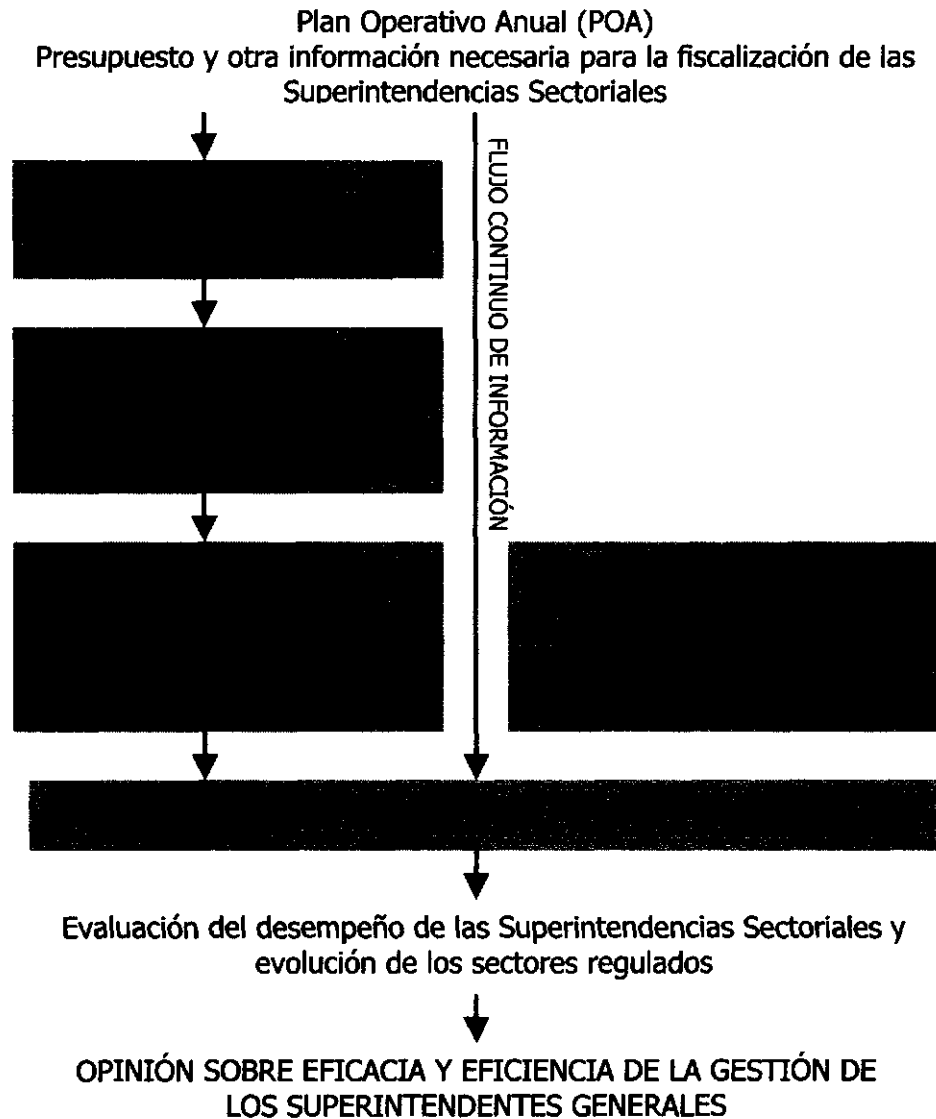 Plan Operativo Anual (POA)
Presupuesto y otra información necesaria para la fiscalización de las
Superintendencias Sectoriales
FLUJO CONTINUO DE INFORMACIÓN
Evaluación del desempeño de las Superintendencias Sectoriales y
evolución de los sectores regulados
OPINIÓN SOBRE EFICACIA Y EFICIENCIA DE LA GESTIÓN DE
LOS SUPERINTENDENTES GENERALES